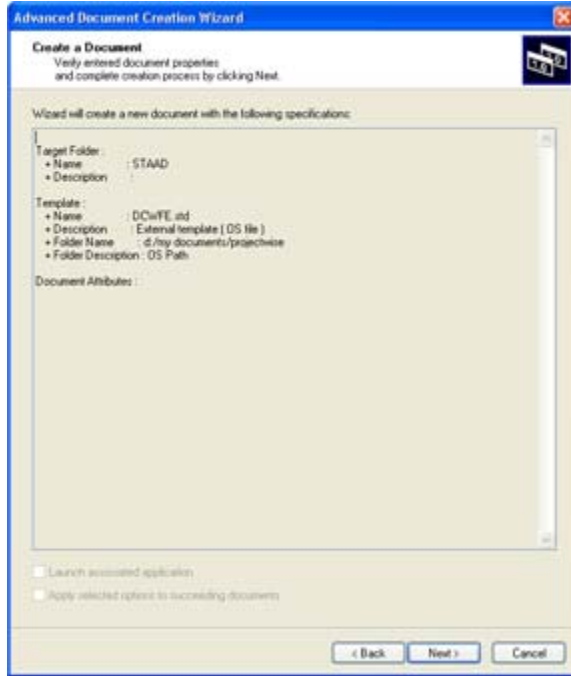 Advanced Document Creation Wizard
Create a Document
Verify entered document properties
and complete creation process by clicking Next.
Wizard will create a new document with the following specifications:
Target Folder :
+ Name : STAAD
+ Description :
Template :
+ Name : DCwFE.std
+ Description : External template ( OS file )
+ Folder Name : d:/my documents/projectwise
+ Folder Description : OS Path
Document Attributes :
Launch associated application
Apply selected options to succeeding documents
< Back Next > Cancel